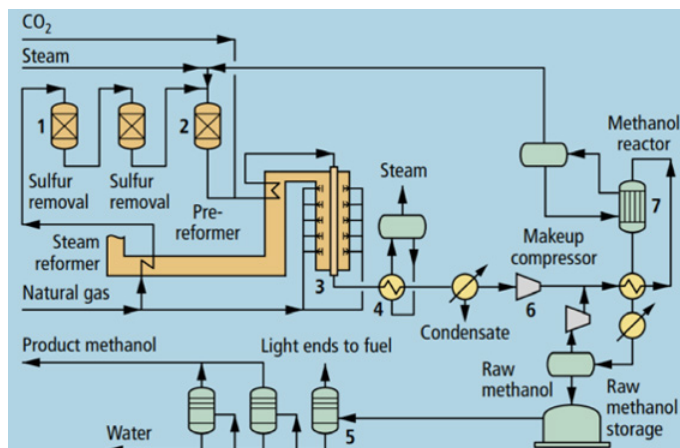 CO2
Steam
1
2
Sulfur
removal
Sulfur
removal
Pre-
reformer
Steam
reformer
Natural gas
3
Steam
4
Condensate
Makeup
compressor
6
Methanol
reactor
7
Product methanol
Light ends to fuel
Raw
methanol
Raw
methanol
storage
Water
5